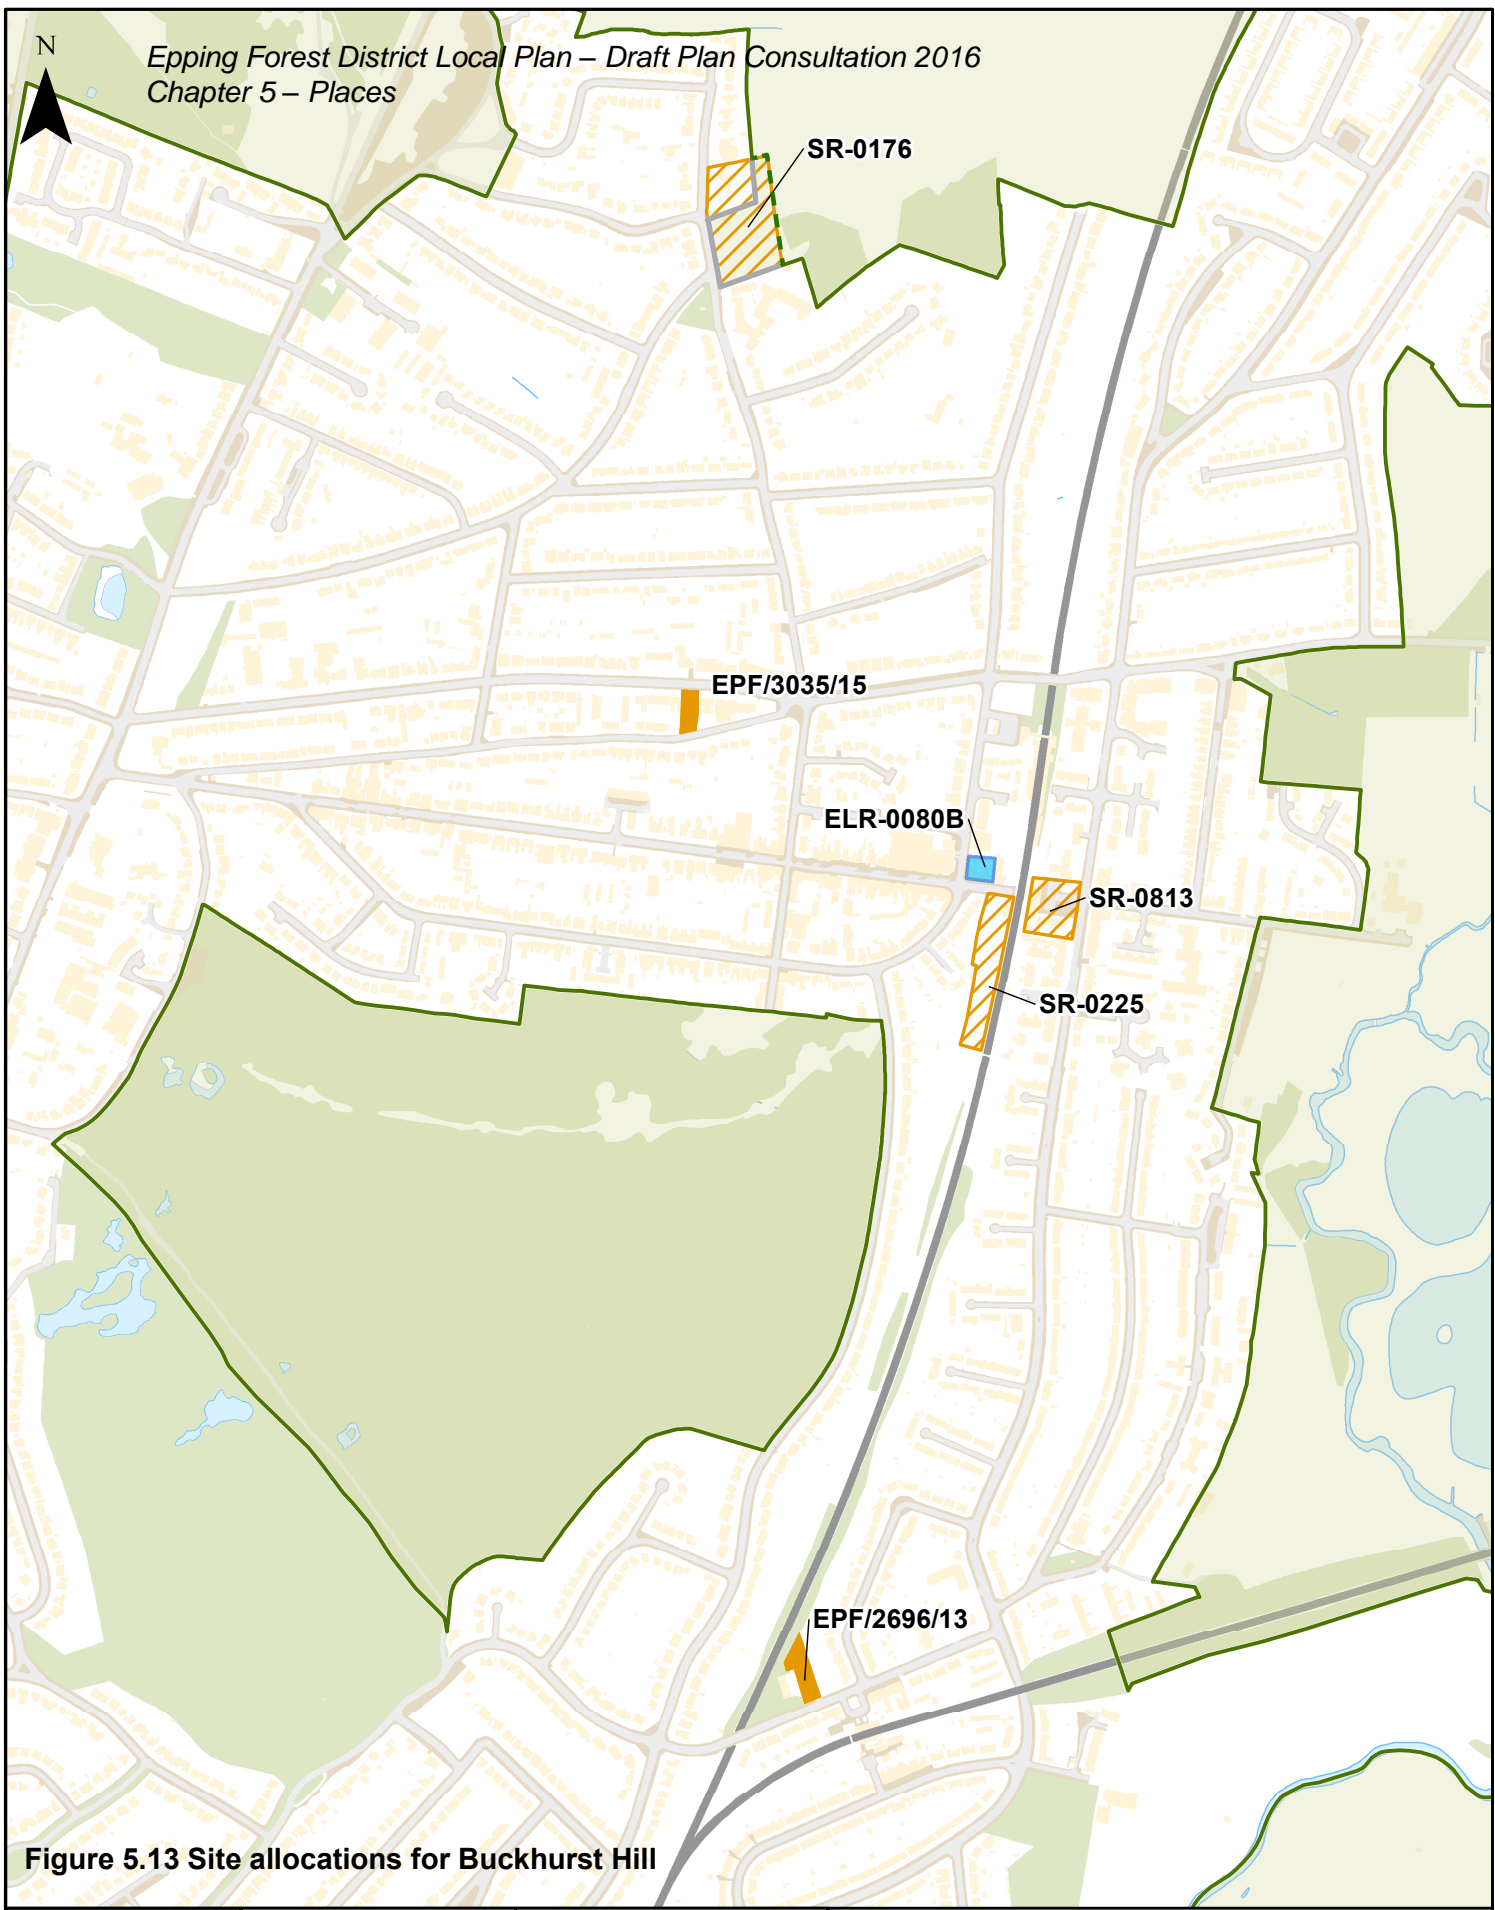 N
Epping Forest District Local Plan – Draft Plan Consultation 2016
Chapter 5 – Places
SR-0176
EPF/3035/15
ELR-0080B
SR-0813
SR-0225
EPF/2696/13
Figure 5.13 Site allocations for Buckhurst Hill